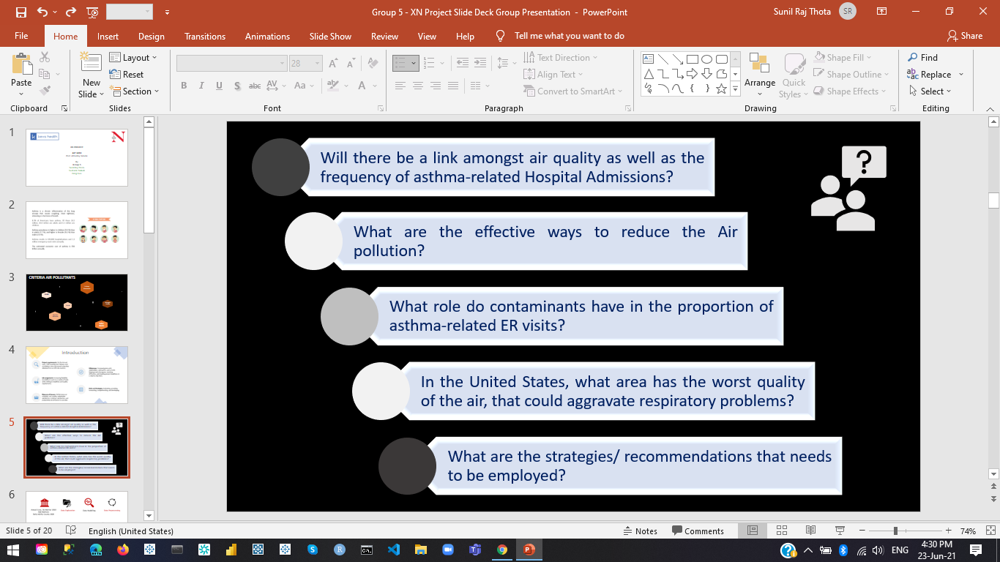 Group 5 - XN Project Slide Deck Group Presentation - PowerPoint
Sunil Raj Thota
SR
File
Home
Insert
Design
Transitions
Animations
Slide Show
Review
View
Help
Tell me what you want to do
Share
Paste
New
Slide
Layout
Reset
Section
28
B
I
U
S
abc
AV
Aa
A
Text Direction
Align Text
Convert to SmartArt
Arrange
Quick
Styles
Shape Fill
Shape Outline
Shape Effects
Find
Replace
Select
Clipboard
Slides
Font
Paragraph
Drawing
Editing
1
2
3
CRITERIA AIR POLLUTANTS
4
Introduction
5
6
Will there be a link amongst air quality as well as the
frequency of asthma-related Hospital Admissions?
What are the effective ways to reduce the Air
pollution?
What role do contaminants have in the proportion of
asthma-related ER visits?
In the United States, what area has the worst quality
of the air, that could aggravate respiratory problems?
What are the strategies/ recommendations that needs
to be employed?
?
Slide 5 of 20
English (United States)
Notes
Comments
74%
ENG
4:30 PM
23-Jun-21